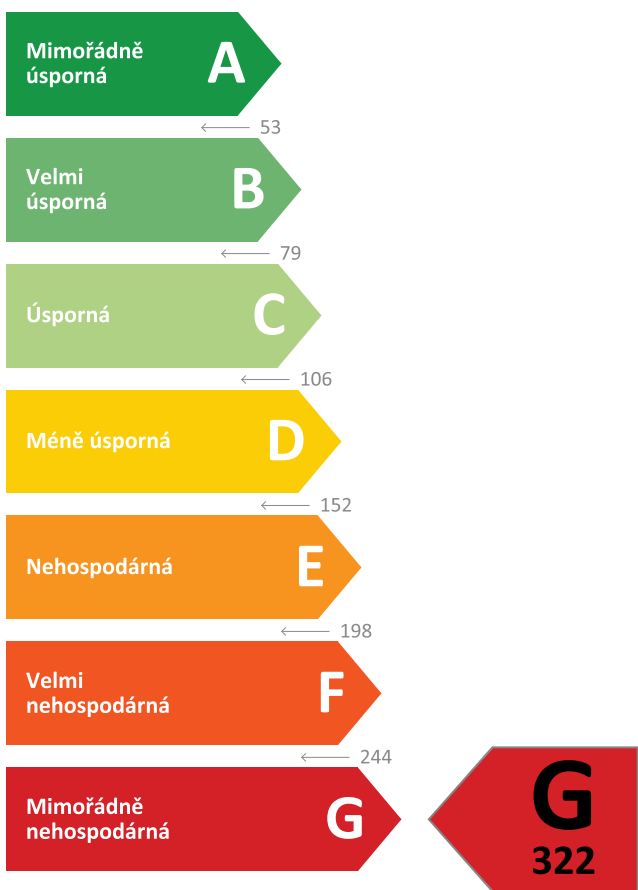 Mimořádně
úsporná
A
53
Velmi
úsporná
B
79
Úsporná
C
106
Méně úsporná
D
152
Nehospodárná
E
198
Velmi
nehospodárná
F
244
Mimořádně
nehospodárná
G
G
322